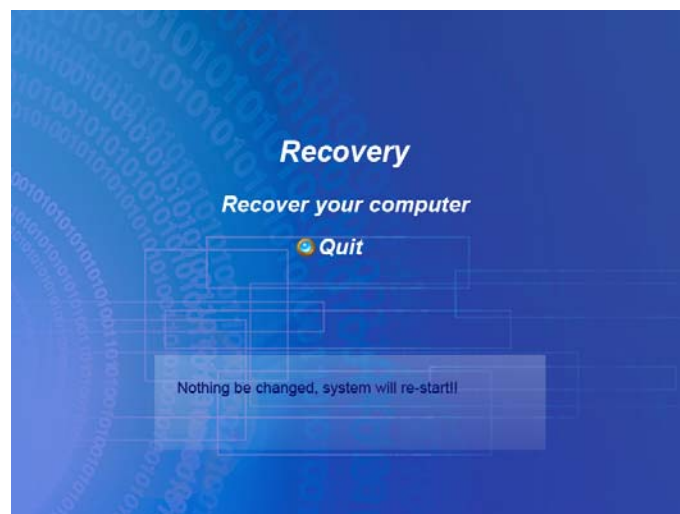 Recovery
Recover your computer
Quit
Nothing be changed, system will re-start!!